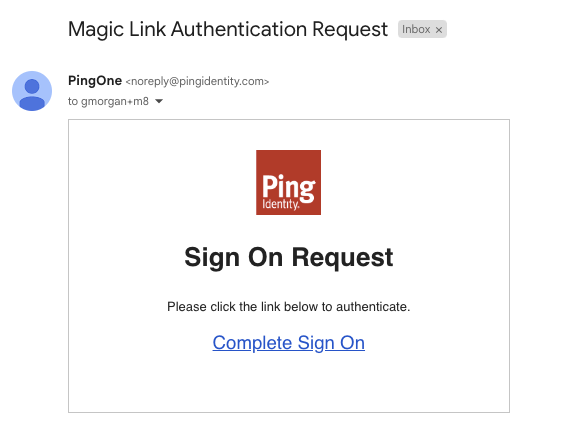 Magic Link Authentication Request Inbox ×
PingOne <noreply@pingidentity.com>
to gmorgan+m8
Ping
Identity.
Sign On Request
Please click the link below to authenticate.
Complete Sign On